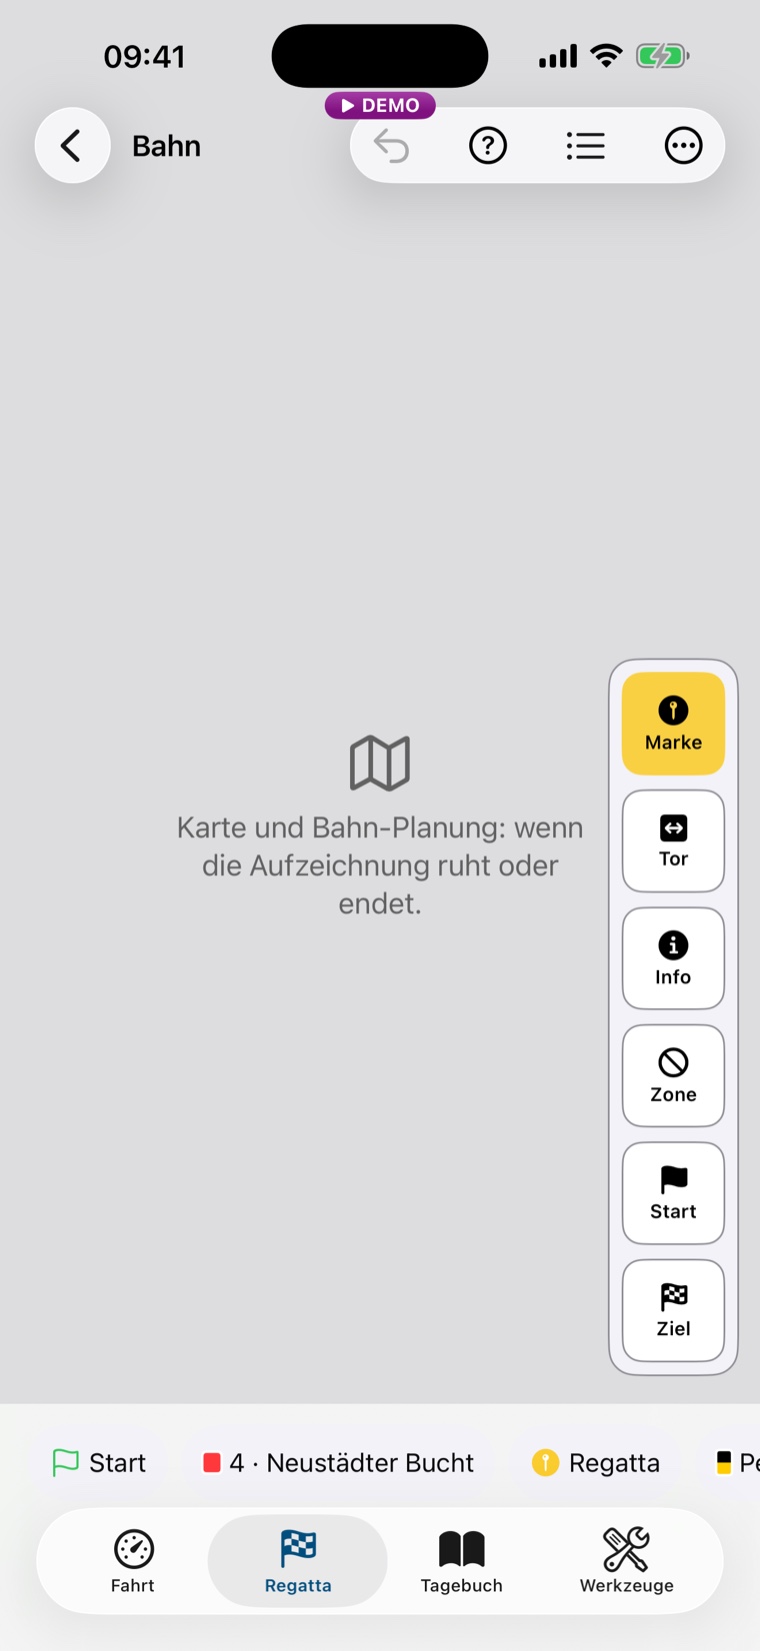 09:41
DEMO
Bahn
Karte und Bahn-Planung: wenn
die Aufzeichnung ruht oder
endet.
Marke
Tor
Info
Zone
Start
Ziel
Start
4 · Neustädter Bucht
Regatta
Fahrt
Regatta
Tagebuch
Werkzeuge